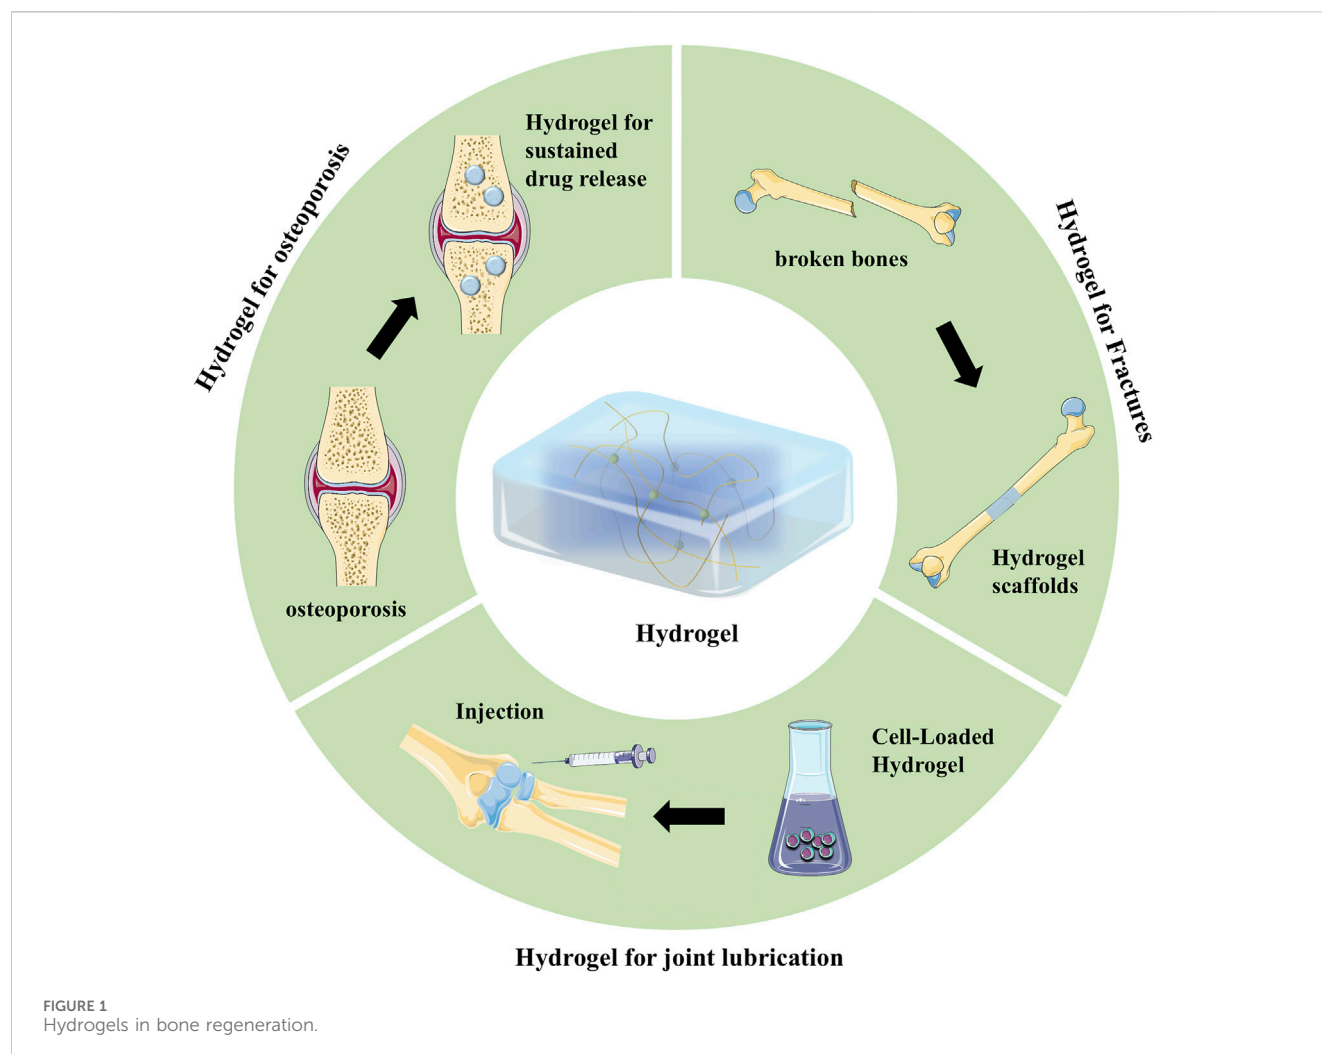 Hydrogel for osteoporosis
Hydrogel for
sustained
drug release
osteoporosis
broken bones
Hydrogel for Fractures
Hydrogel
scaffolds
Hydrogel
Injection
Cell-Loaded
Hydrogel
Hydrogel for joint lubrication
FIGURE 1
Hydrogels in bone regeneration.